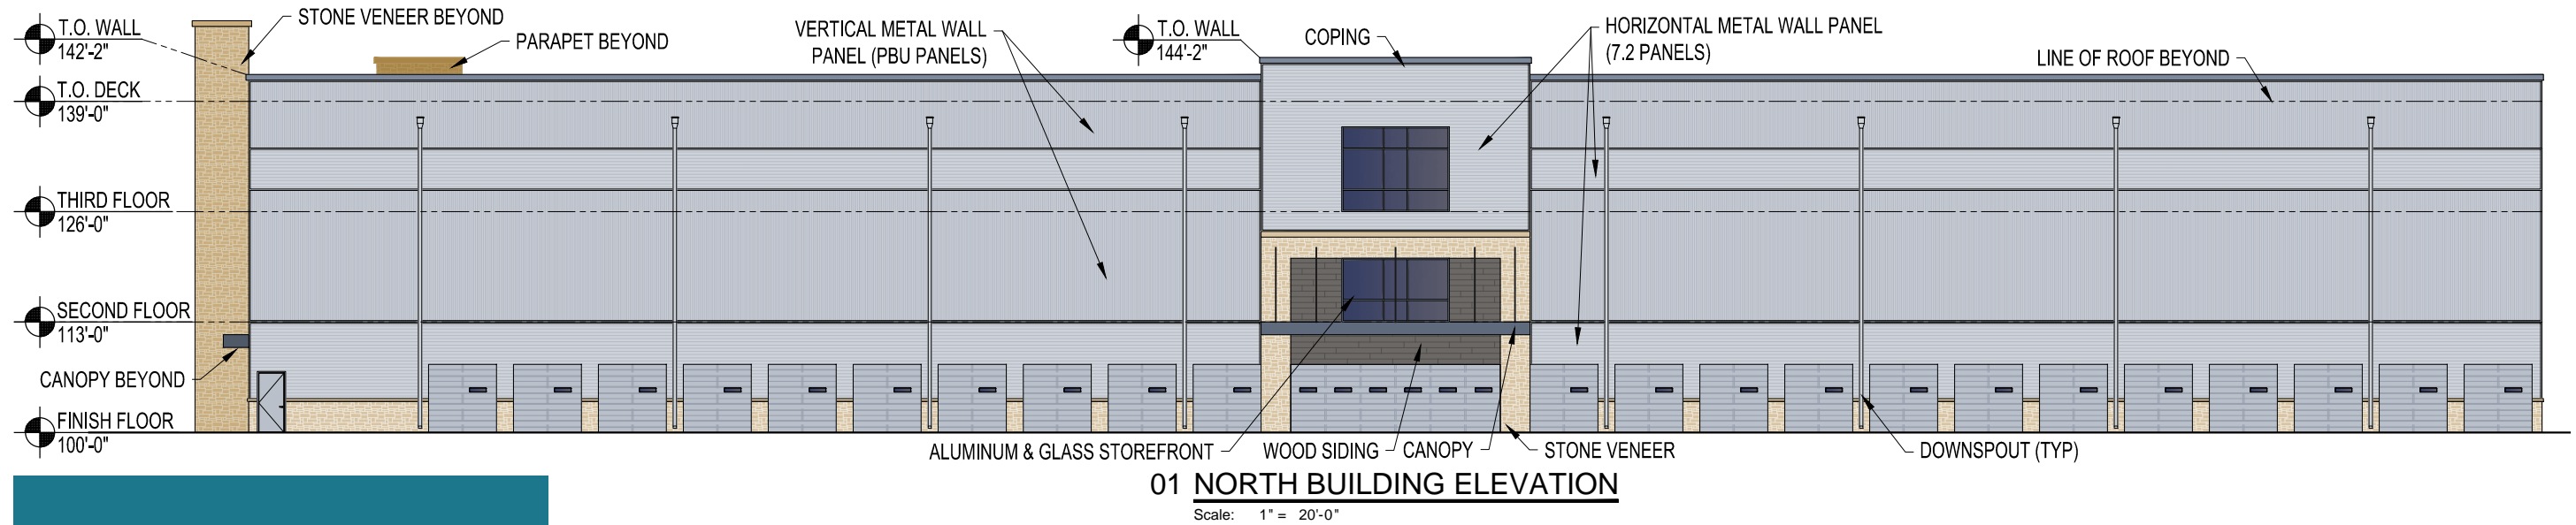 STONE VENEER BEYOND
T.O. WALL
142'-2"
PARAPET BEYOND
VERTICAL METAL WALL
PANEL (PBU PANELS)
T.O. WALL
144'-2"
COPING
HORIZONTAL METAL WALL PANEL
(7.2 PANELS)
LINE OF ROOF BEYOND
T.O. DECK
139'-0"
THIRD FLOOR
126'-0"
SECOND FLOOR
113'-0"
CANOPY BEYOND
FINISH FLOOR
100'-0"
ALUMINUM & GLASS STOREFRONT
WOOD SIDING
CANOPY
STONE VENEER
DOWNSPOUT (TYP)
01 NORTH BUILDING ELEVATION
Scale: 1" = 20'-0"